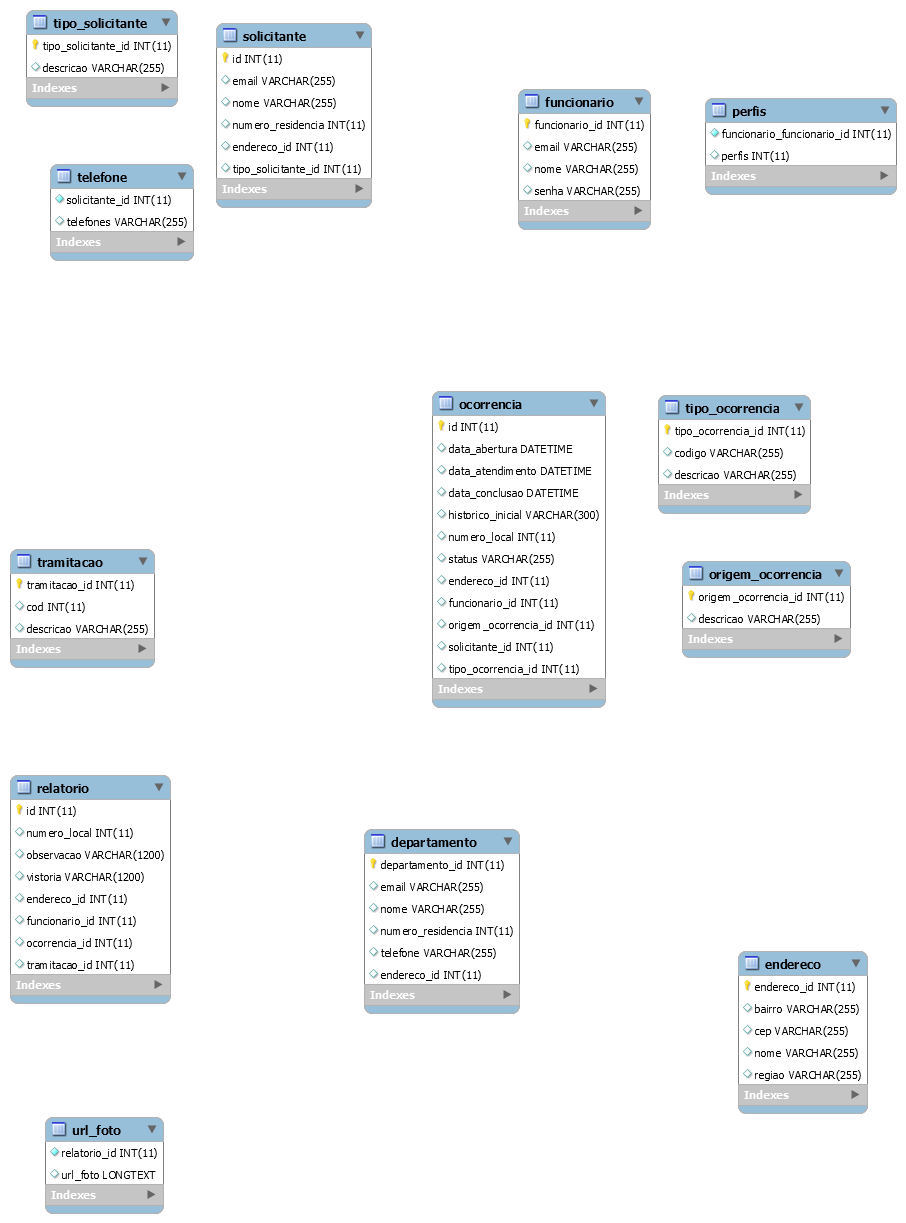 tipo_solicitante
tipo_solicitante_id INT(11)
descricao VARCHAR(255)
Indexes
solicitante
id INT(11)
email VARCHAR(255)
nome VARCHAR(255)
numero_residencia INT(11)
endereco_id INT(11)
tipo_solicitante_id INT(11)
Indexes
funcionario
funcionario_id INT(11)
email VARCHAR(255)
nome VARCHAR(255)
senha VARCHAR(255)
Indexes
perfis
funcionario_funcionario_id INT(11)
perfis INT(11)
Indexes
telefone
solicitante_id INT(11)
telefones VARCHAR(255)
Indexes
ocorrencia
id INT(11)
data_abertura DATETIME
data_atendimento DATETIME
data_conclusao DATETIME
historico_inicial VARCHAR(300)
numero_local INT(11)
status VARCHAR(255)
endereco_id INT(11)
funcionario_id INT(11)
origem_ocorrencia_id INT(11)
solicitante_id INT(11)
tipo_ocorrencia_id INT(11)
Indexes
tipo_ocorrencia
tipo_ocorrencia_id INT(11)
codigo VARCHAR(255)
descricao VARCHAR(255)
Indexes
tramitacao
tramitacao_id INT(11)
cod INT(11)
descricao VARCHAR(255)
Indexes
origem_ocorrencia
origem_ocorrencia_id INT(11)
descricao VARCHAR(255)
Indexes
relatorio
id INT(11)
numero_local INT(11)
observacao VARCHAR(1200)
vistoria VARCHAR(1200)
endereco_id INT(11)
funcionario_id INT(11)
ocorrencia_id INT(11)
tramitacao_id INT(11)
Indexes
departamento
departamento_id INT(11)
email VARCHAR(255)
nome VARCHAR(255)
numero_residencia INT(11)
telefone VARCHAR(255)
endereco_id INT(11)
Indexes
endereco
endereco_id INT(11)
bairro VARCHAR(255)
cep VARCHAR(255)
nome VARCHAR(255)
regiao VARCHAR(255)
Indexes
url_foto
relatorio_id INT(11)
url_foto LONGTEXT
Indexes